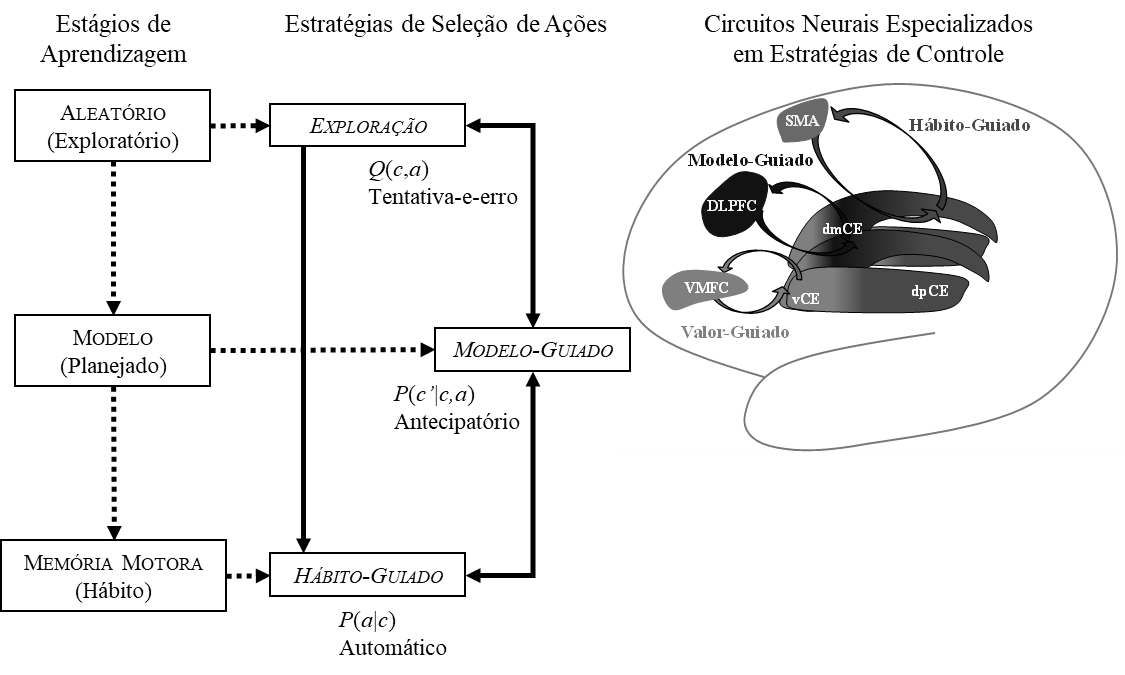 Estágios de
Aprendizagem
Estratégias de Seleção de Ações
Circuitos Neurais Especializados
em Estratégias de Controle
ALEATÓRIO
(Exploratório)
EXPLORAÇÃO
Q(c,a)
Tentativa-e-erro
MODELO
(Planejado)
MODELO-GUIADO
P(c’|c,a)
Antecipatório
MEMÓRIA MOTORA
(Hábito)
HÁBITO-GUIADO
P(a|c)
Automático
SMA
Hábito-Guiado
Modelo-Guiado
DLPFC
dmCE
VMFC
vCE
dpCE
Valor-Guiado